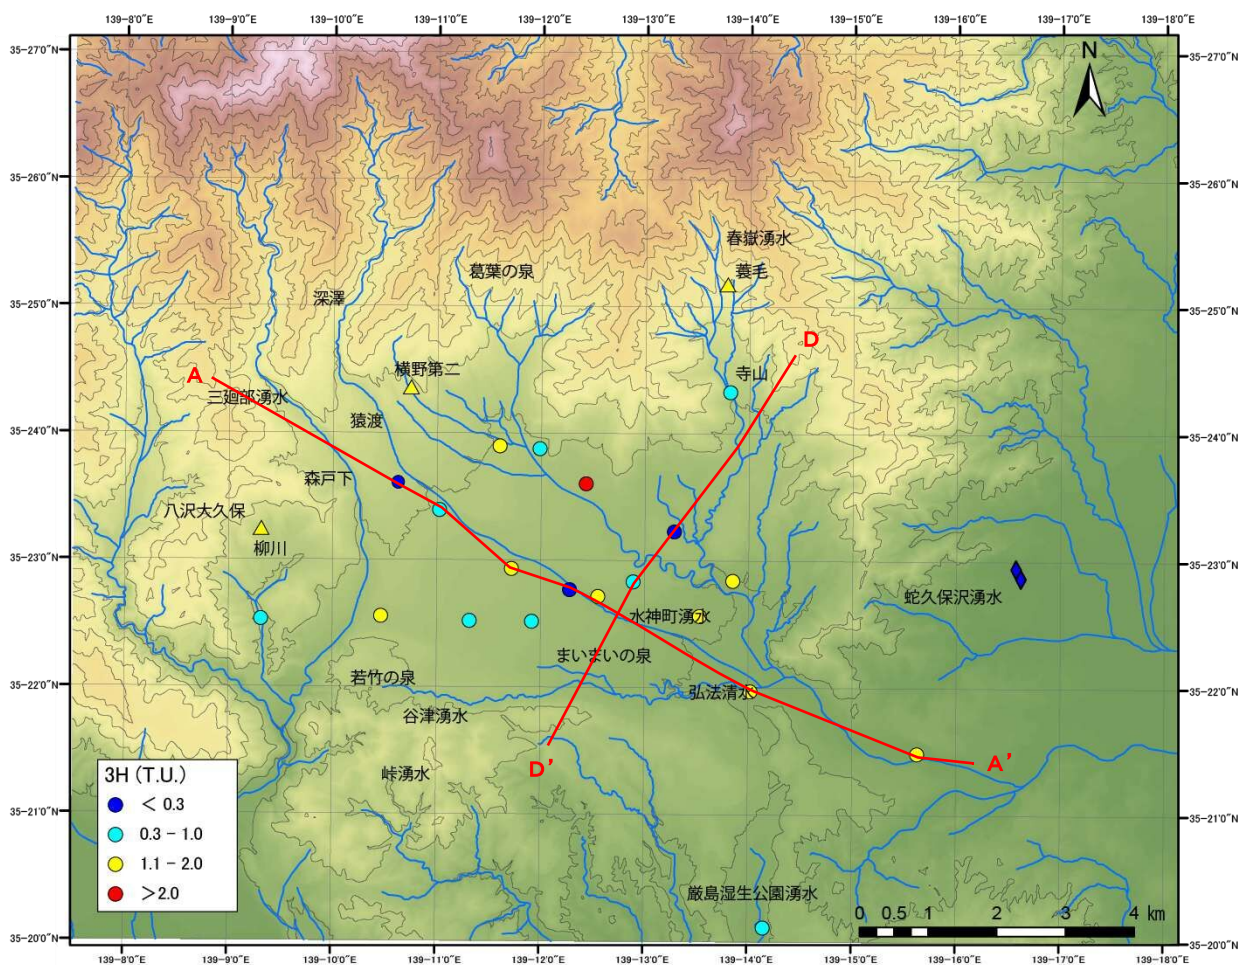 139-8'0"E 139-9'0"E 139-10'0"E 139-11'0"E 139-12'0"E 139-13'0"E 139-14'0"E 139-15'0"E 139-16'0"E 139-17'0"E 139-18'0"E
35-27'0"N 35-27'0"N
N
35-26'0"N 35-26'0"N
春嶽湧水
葛葉の泉 蓑毛
深澤
35-25'0"N 35-25'0"N
D
横野第二 寺山
A
三廻部湧水
猿渡
35-24'0"N 35-24'0"N
森戸下
八沢大久保
柳川
35-23'0"N 35-23'0"N
蛇久保沢湧水
水神町湧水
まいまいの泉
若竹の泉
35-22'0"N 35-22'0"N
弘法清水
谷津湧水
D' A'
峠湧水
3H (T.U.)
< 0.3
0.3 - 1.0
1.1 - 2.0
>2.0
35-21'0"N 35-21'0"N
厳島湿生公園湧水
0 0.5 1 2 3 4 km
35-20'0"N 35-20'0"N
139-8'0"E 139-9'0"E 139-10'0"E 139-11'0"E 139-12'0"E 139-13'0"E 139-14'0"E 139-15'0"E 139-16'0"E 139-17'0"E 139-18'0"E